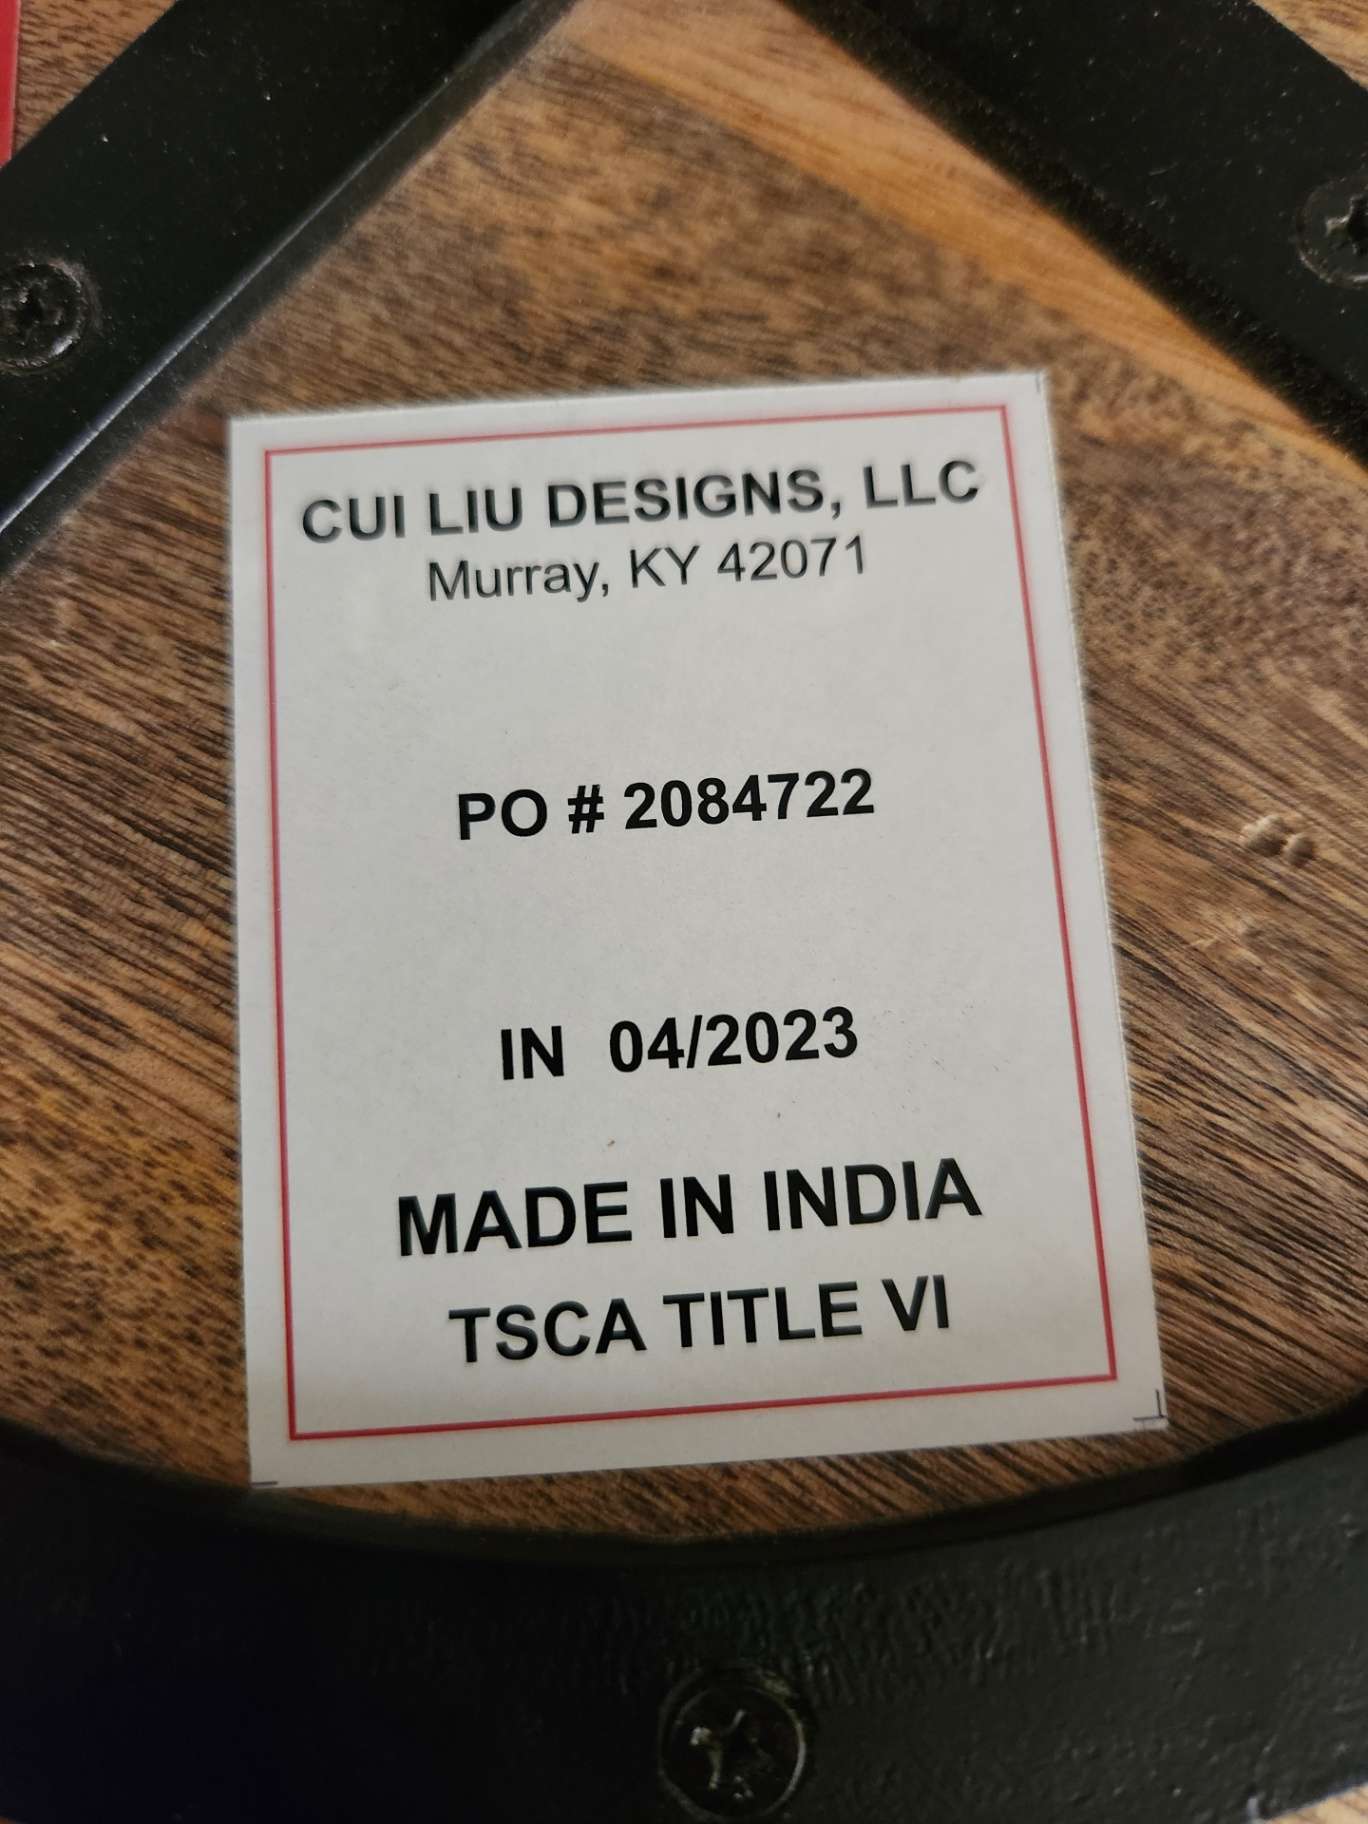 CUI LIU DESIGNS, LLC
Murray, KY 42071
PO # 2084722
IN 04/2023
MADE IN INDIA
TSCA TITLE VI